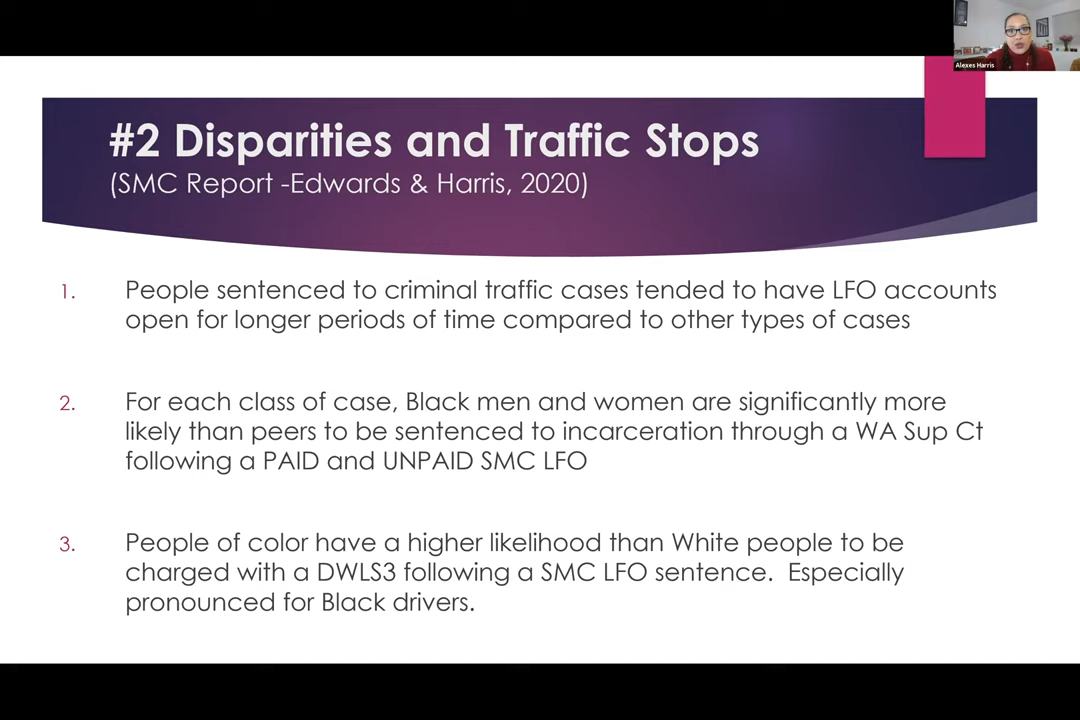 Alexes Harris
#2 Disparities and Traffic Stops
(SMC Report -Edwards & Harris, 2020)
1. People sentenced to criminal traffic cases tended to have LFO accounts
open for longer periods of time compared to other types of cases
2. For each class of case, Black men and women are significantly more
likely than peers to be sentenced to incarceration through a WA Sup Ct
following a PAID and UNPAID SMC LFO
3. People of color have a higher likelihood than White people to be
charged with a DWLS3 following a SMC LFO sentence.  Especially
pronounced for Black drivers.